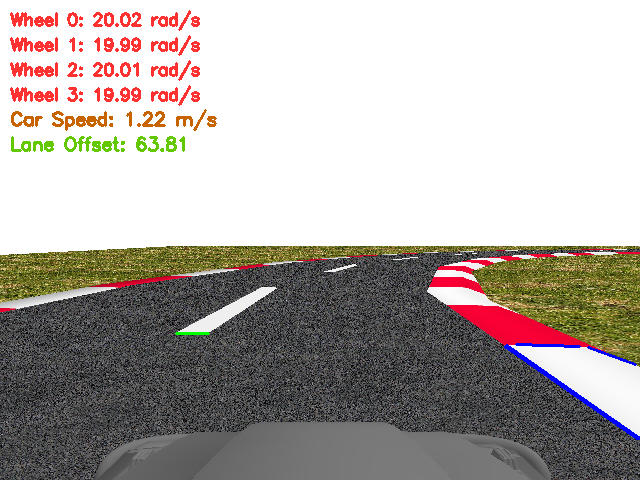 Wheel 0: 20.02 rad/s
Wheel 1: 19.99 rad/s
Wheel 2: 20.01 rad/s
Wheel 3: 19.99 rad/s
Car Speed: 1.22 m/s
Lane Offset: 63.81